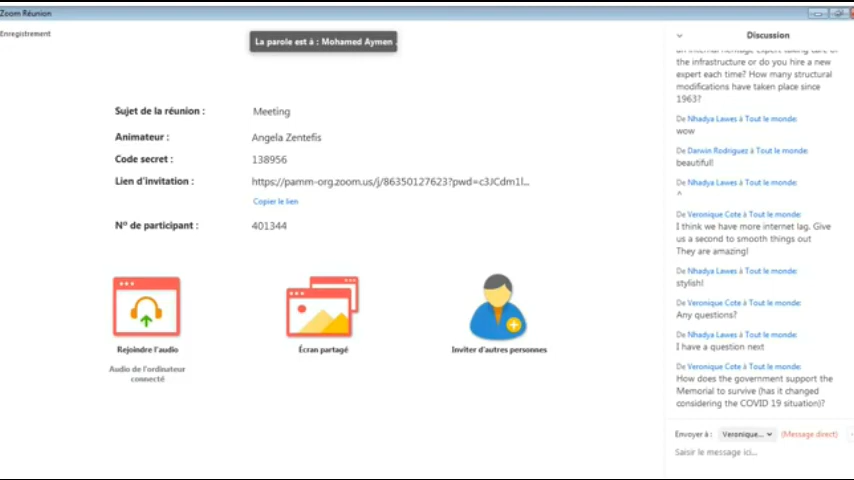 Zoom Réunion
Enregistrement
La parole est à : Mohamed Aymen
Sujet de la réunion :
Meeting
Animateur :
Angela Zentefis
Code secret :
138956
Lien d'invitation :
https://pamm-org.zoom.us/j/86350127623?pwd=c3JCdm1l...
Copier le lien
N° de participant :
401344
Rejoindre l'audio
Audio de l'ordinateur
connecté
Écran partagé
Inviter d'autres personnes
Discussion
an internal heritage expert taking care of
the infrastructure or do you hire a new
expert each time? How many structural
modifications have taken place since
1963?
De Nhadya Lawes à Tout le monde:
wow
De Darwin Rodriguez à Tout le monde:
beautiful!
De Nhadya Lawes à Tout le monde:
^
De Veronique Cote à Tout le monde:
I think we have more internet lag. Give
us a second to smooth things out
They are amazing!
De Nhadya Lawes à Tout le monde:
stylish!
De Veronique Cote à Tout le monde:
Any questions?
De Nhadya Lawes à Tout le monde:
I have a question next
De Veronique Cote à Tout le monde:
How does the government support the
Memorial to survive (has it changed
considering the COVID 19 situation)?
Envoyer à : Veronique... (Message direct)
Saisir le message ici...